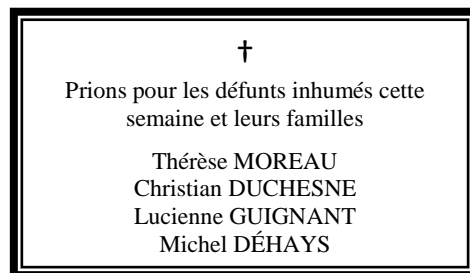 †
Prions pour les défunts inhumés cette
semaine et leurs familles
Thérèse MOREAU
Christian DUCHESNE
Lucienne GUIGNANT
Michel DÉHAYS